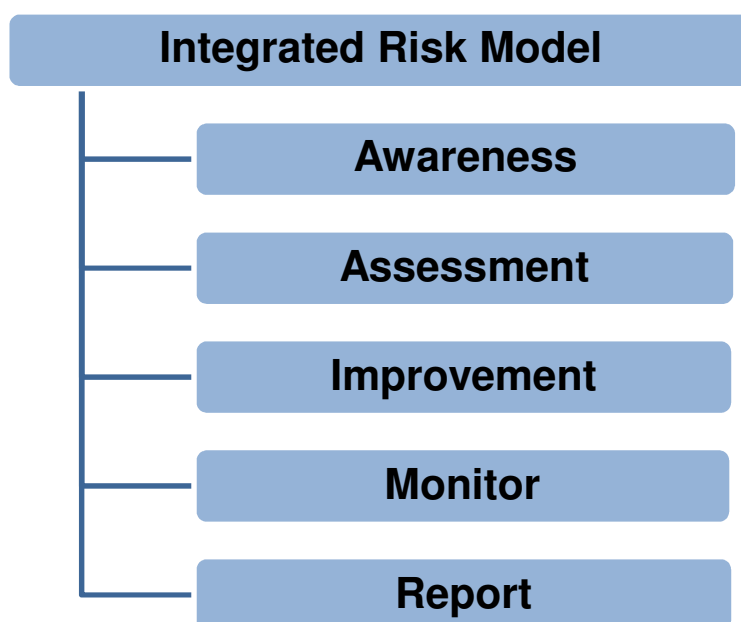 Integrated Risk Model
Awareness
Assessment
Improvement
Monitor
Report